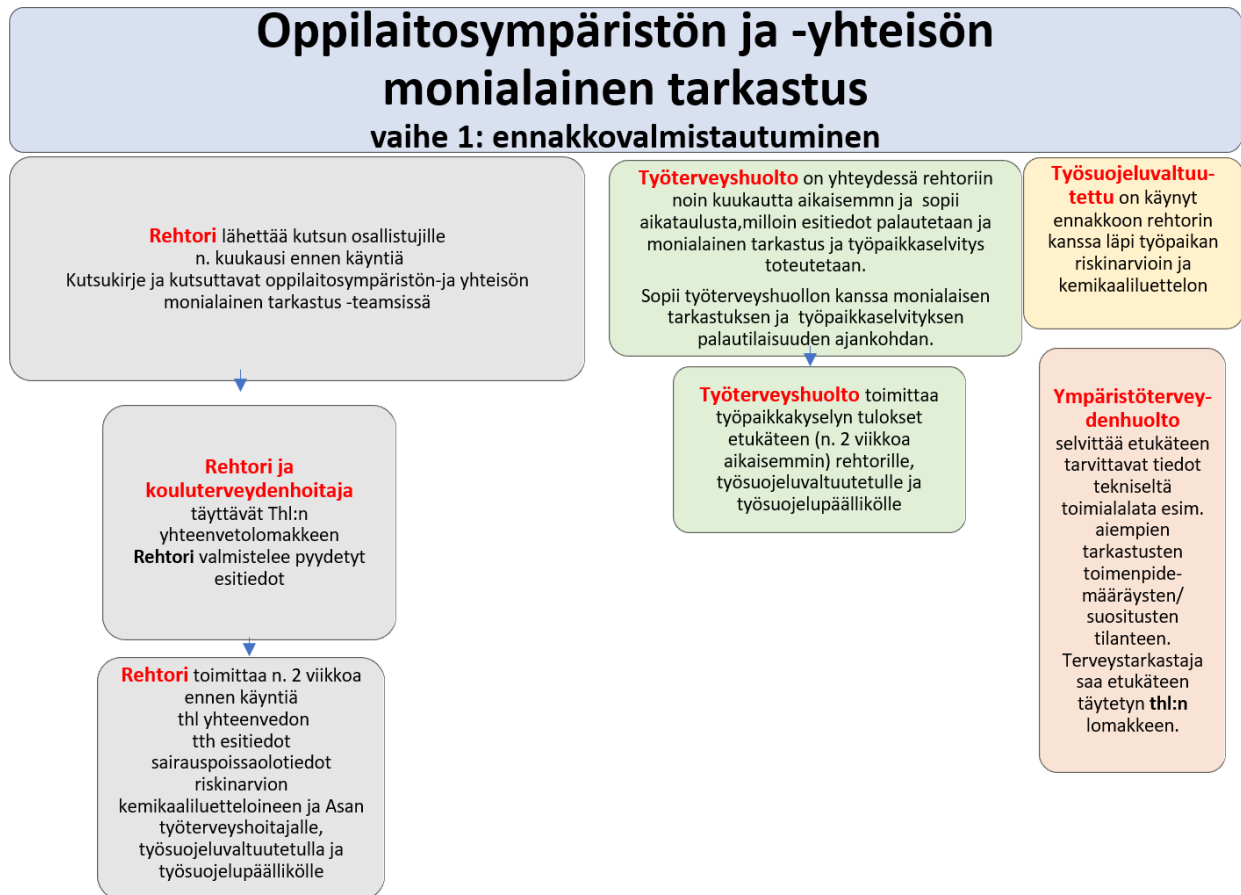 Oppilaitosympäristön ja -yhteisön
monialainen tarkastus
vaihe 1: ennakkovalmistautuminen
Rehtori lähettää kutsun osallistujille
n. kuukausi ennen käyntiä
Kutsukirje ja kutsuttavat oppilaitosympäristön-ja yhteisön
monialainen tarkastus -teamsissä
Rehtori ja
kouluterveydenhoitaja
täyttävät Thl:n
yhteenvetolomakkeen
Rehtori valmistelee pyydetyt
esitiedot
Rehtori toimittaa n. 2 viikkoa
ennen käyntiä
thl yhteenvedon
tth esitiedot
sairauspoissaolotiedot
riskinarvion
kemikaaliluetteloineen ja Asan
työterveyshoitajalle,
työsuojeluvaltuutetulla ja
työsuojelupäällikölle
Työterveyshuolto on yhteydessä rehtoriin
noin kuukautta aikaisemmn ja sopii
aikataulusta,milloin esitiedot palautetaan ja
monialainen tarkastus ja työpaikkaselvitys
toteutetaan.
Sopii työterveyshuollon kanssa monialaisen
tarkastuksen ja työpaikkaselvityksen
palautilaisuuden ajankohdan.
Työterveyshuolto toimittaa
työpaikkakyselyn tulokset
etukäteen (n. 2 viikkoa
aikaisemmin) rehtorille,
työsuojeluvaltuutetulle ja
työsuojelupäällikölle
Työsuojeluvaltuu-
tettu on käynyt
ennakkoon rehtorin
kanssa läpi työpaikan
riskinarvioin ja
kemikaaliluettelon
Ympäristötervey-
denhuolto
selvittää etukäteen
tarvittavat tiedot
tekniseltä
toimialalata esim.
aiempien
tarkastusten
toimenpide-
määräysten/
suositusten
tilanteen.
Terveystarkastaja
saa etukäteen
täytetyn thl:n
lomakkeen.